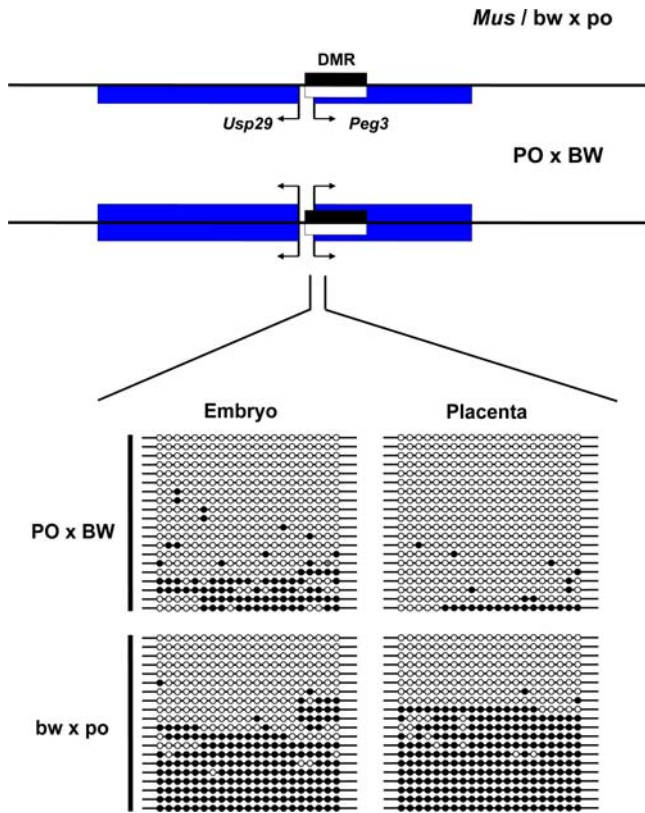 Mus / bw x po
DMR
Usp29
Peg3
PO x BW
Embryo
Placenta
PO x BW
bw x po